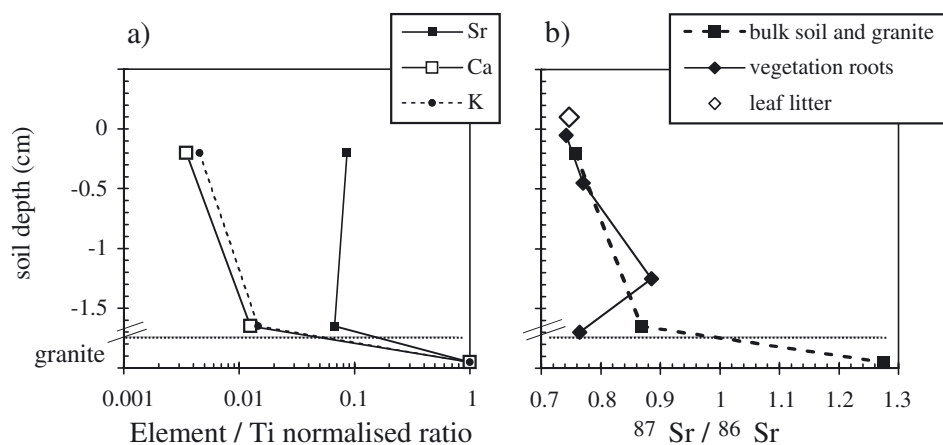 a)
Sr
Ca
K
b)
bulk soil and granite
vegetation roots
leaf litter
soil depth (cm)
0
-0.5
-1
-1.5
granite
0.001 0.01 0.1 1
Element / Ti normalised ratio
0.7 0.8 0.9 1 1.1 1.2 1.3
87 Sr / 86 Sr